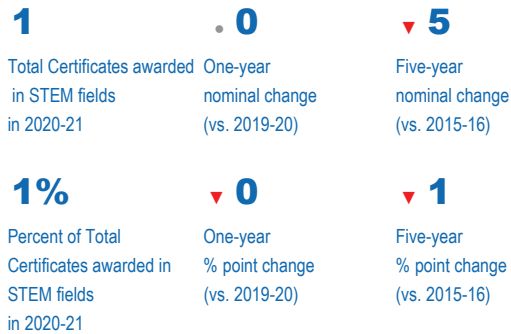 1
Total Certificates awarded
in STEM fields
in 2020-21
• 0
One-year
nominal change
(vs. 2019-20)
▼ 5
Five-year
nominal change
(vs. 2015-16)
1%
Percent of Total
Certificates awarded in
STEM fields
in 2020-21
▼ 0
One-year
% point change
(vs. 2019-20)
▼ 1
Five-year
% point change
(vs. 2015-16)